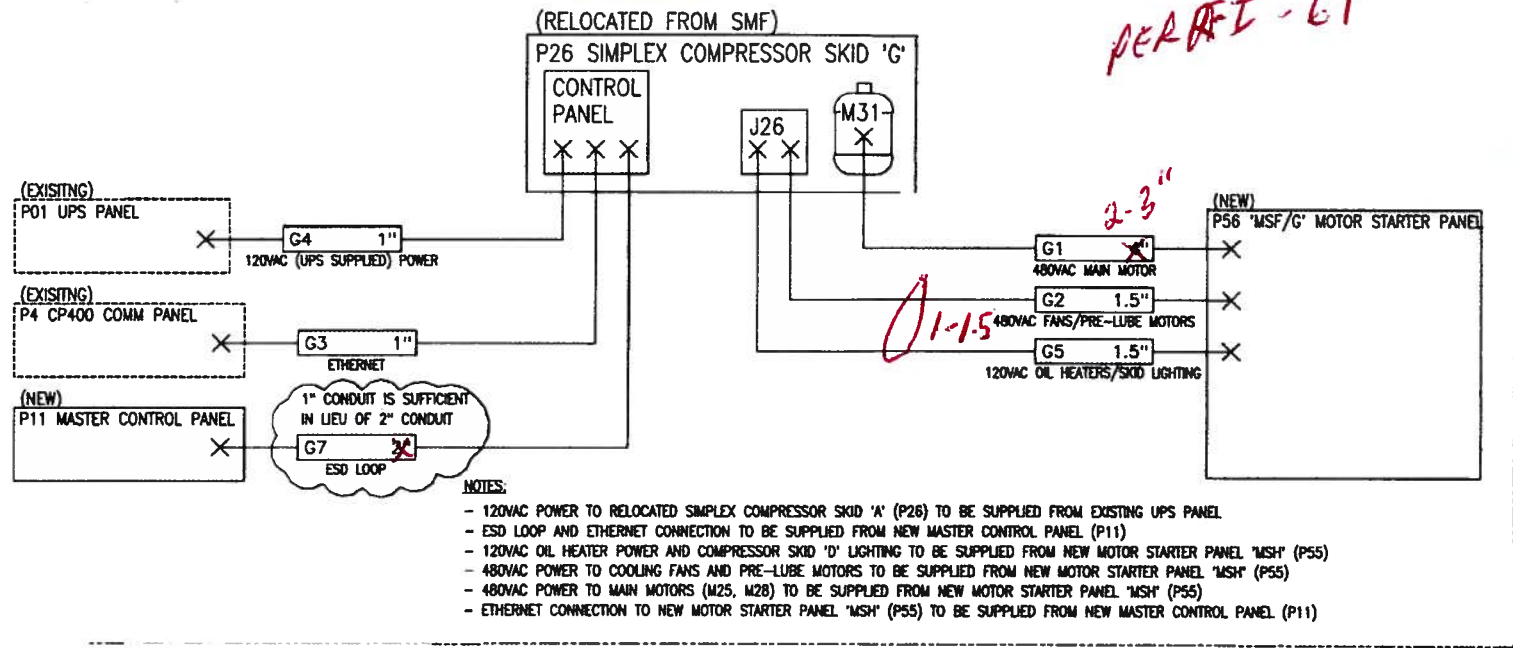 PER RFI - 61
(RELOCATED FROM SMF)
P26 SIMPLEX COMPRESSOR SKID 'G'
CONTROL
PANEL
J26
M31
(EXISITNG)
P01 UPS PANEL
G4 1"
120VAC (UPS SUPPLIED) POWER
(EXISITNG)
P4 CP400 COMM PANEL
G3 1"
ETHERNET
(NEW)
P11 MASTER CONTROL PANEL
1" CONDUIT IS SUFFICIENT
IN LIEU OF 2" CONDUIT
G7 2"
ESD LOOP
2-3"
(NEW)
P56 'MSF/G' MOTOR STARTER PANEL
G1
480VAC MAIN MOTOR
G2 1.5"
480VAC FANS/PRE-LUBE MOTORS
1-1.5
G5 1.5"
120VAC OIL HEATERS/SKID LIGHTING
NOTES:
- 120VAC POWER TO RELOCATED SIMPLEX COMPRESSOR SKID 'A' (P26) TO BE SUPPLIED FROM EXISTING UPS PANEL
- ESD LOOP AND ETHERNET CONNECTION TO BE SUPPLIED FROM NEW MASTER CONTROL PANEL (P11)
- 120VAC OIL HEATER POWER AND COMPRESSOR SKID 'D' LIGHTING TO BE SUPPLIED FROM NEW MOTOR STARTER PANEL 'MSH' (P55)
- 480VAC POWER TO COOLING FANS AND PRE-LUBE MOTORS TO BE SUPPLIED FROM NEW MOTOR STARTER PANEL 'MSH' (P55)
- 480VAC POWER TO MAIN MOTORS (M25, M28) TO BE SUPPLIED FROM NEW MOTOR STARTER PANEL 'MSH' (P55)
- ETHERNET CONNECTION TO NEW MOTOR STARTER PANEL 'MSH' (P55) TO BE SUPPLIED FROM NEW MASTER CONTROL PANEL (P11)